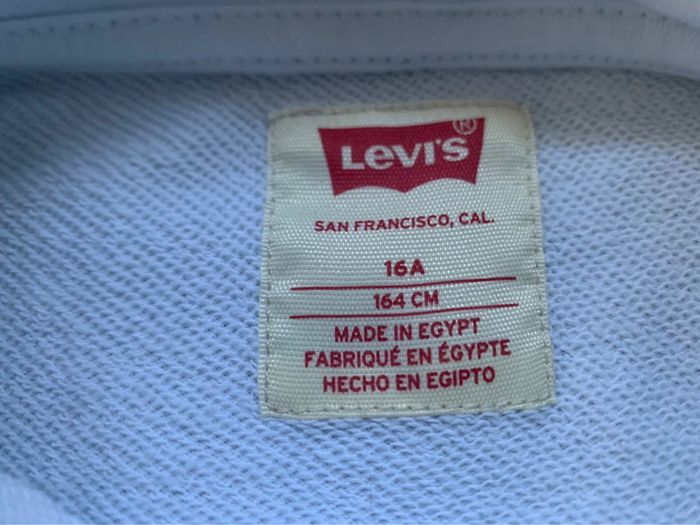 Levi's®
SAN FRANCISCO, CAL.
16A
164 CM
MADE IN EGYPT
FABRIQUÉ EN ÉGYPTE
HECHO EN EGIPTO